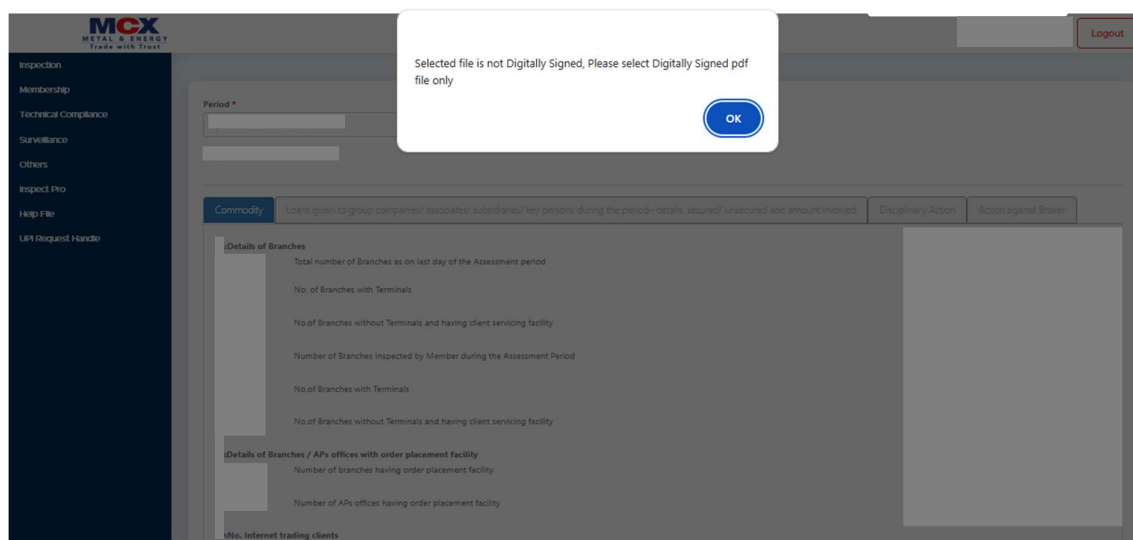 MCX
METAL & ENERGY
Trade with Trust
Logout
Selected file is not Digitally Signed, Please select Digitally Signed pdf
file only
OK
Inspection
Membership
Technical Compliance
Surveillance
Others
Inspect Pro
Help File
UPI Request Handle
Period *
Commodity
Loans given to group companies/ associates/ subsidiaries/ key persons during the period– details, secured/ unsecured and amount involved
Disciplinary Action
Action against Broker
:Details of Branches
Total number of Branches as on last day of the Assessment period
No. of Branches with Terminals
No.of Branches without Terminals and having client servicing facility
Number of Branches Inspected by Member during the Assessment Period
No.of Branches with Terminals
No.of Branches without Terminals and having client servicing facility
:Details of Branches / APs offices with order placement facility
Number of branches having order placement facility
Number of APs offices having order placement facility
No. Internet trading clients